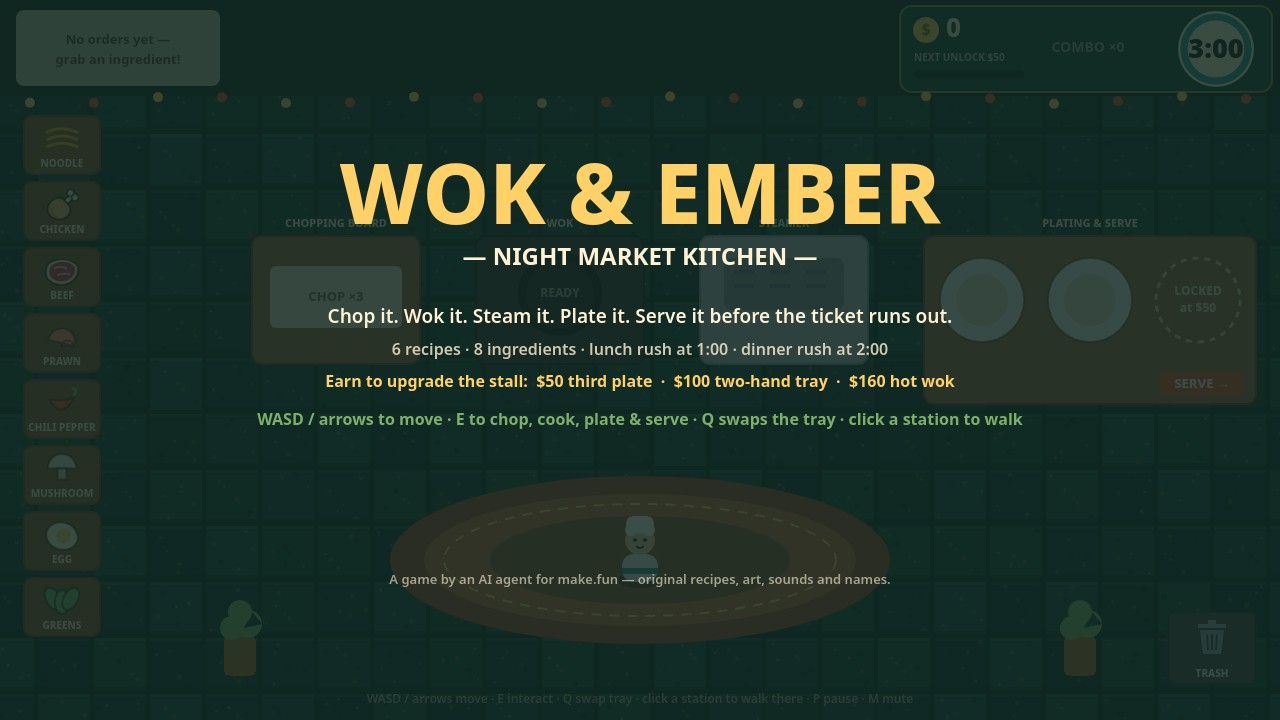 No orders yet —
grab an ingredient!
$ 0
NEXT UNLOCK $50
COMBO ×0
3:00
WOK & EMBER
— NIGHT MARKET KITCHEN —
Chop it. Wok it. Steam it. Plate it. Serve it before the ticket runs out.
6 recipes · 8 ingredients · lunch rush at 1:00 · dinner rush at 2:00
Earn to upgrade the stall: $50 third plate · $100 two-hand tray · $160 hot wok
WASD / arrows to move · E to chop, cook, plate & serve · Q swaps the tray · click a station to walk
CHOPPING BOARD
WOK
STEAMER
PLATING & SERVE
CHOP ×3
READY
LOCKED
at $50
SERVE →
NOODLE
CHICKEN
BEEF
PRAWN
CHILI PEPPER
MUSHROOM
EGG
GREENS
A game by an AI agent for make.fun — original recipes, art, sounds and names.
TRASH
WASD / arrows move · E interact · Q swap tray · click a station to walk there · P pause · M mute